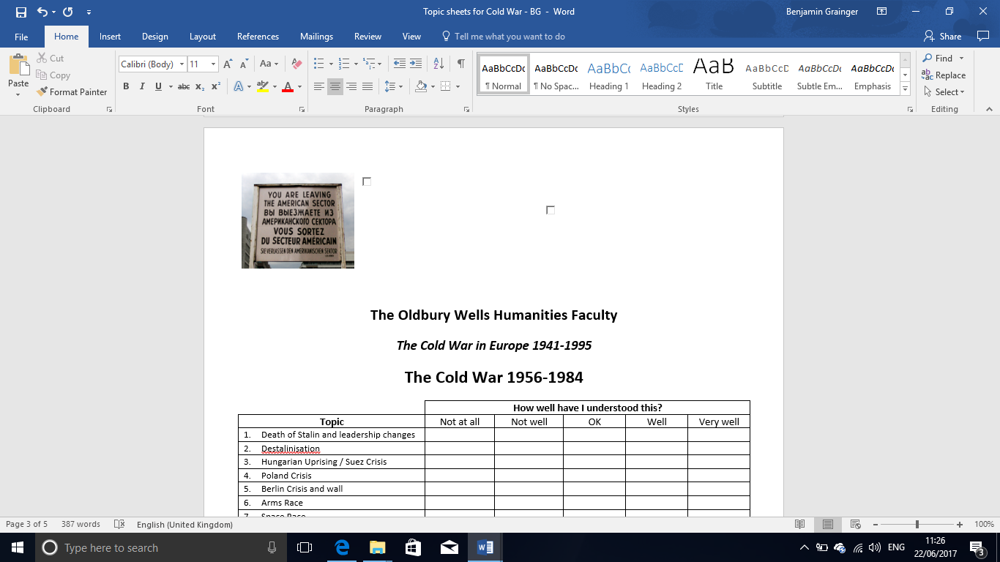 Topic sheets for Cold War - BG - Word
Benjamin Grainger
File Home Insert Design Layout References Mailings Review View Tell me what you want to do Share
Paste
Cut
Copy
Format Painter
Clipboard
Calibri (Body) 11
Font
Paragraph
AaBbCcDc AaBbCcDc AaBbCc AaBbCcD AaB AaBbCcD AaBbCcDc AaBbCcDc
¶ Normal ¶ No Spac... Heading 1 Heading 2 Title Subtitle Subtle Em... Emphasis
Styles
Find
Replace
Select
Editing
YOU ARE LEAVING
THE AMERICAN SECTOR
ВЫ ВЫЕЗЖАЕТЕ ИЗ
АМЕРИКАНСКОГО СЕКТОРА
VOUS SORTEZ
DU SECTEUR AMÉRICAIN
SIE VERLASSEN DEN AMERIKANISCHEN SEKTOR
The Oldbury Wells Humanities Faculty
The Cold War in Europe 1941-1995
The Cold War 1956-1984
How well have I understood this?
Topic Not at all Not well OK Well Very well
1. Death of Stalin and leadership changes
2. Destalinisation
3. Hungarian Uprising / Suez Crisis
4. Poland Crisis
5. Berlin Crisis and wall
6. Arms Race
7. Space Race
Page 3 of 5 387 words English (United Kingdom) 100%
Type here to search
ENG
11:26
22/06/2017
3